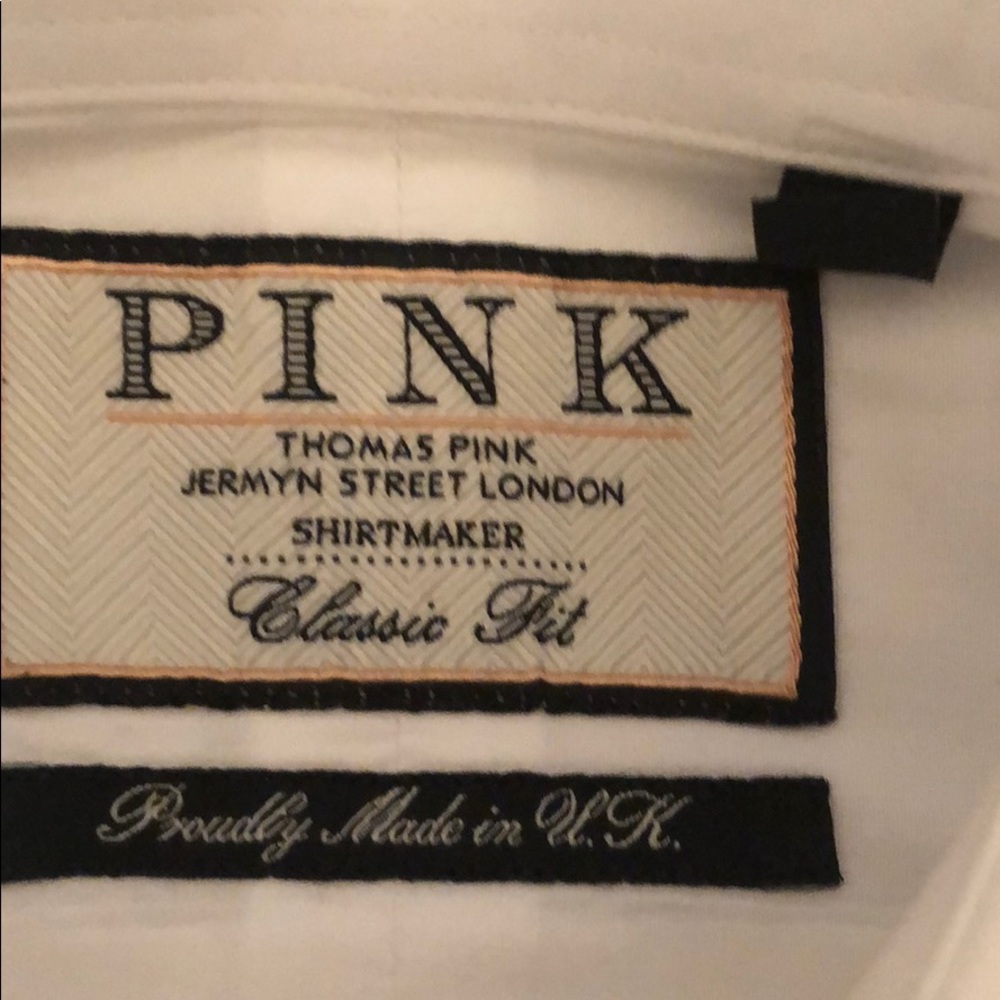 PINK
THOMAS PINK
JERMYN STREET LONDON
SHIRTMAKER
Classic Fit
Proudly Made in U.K.